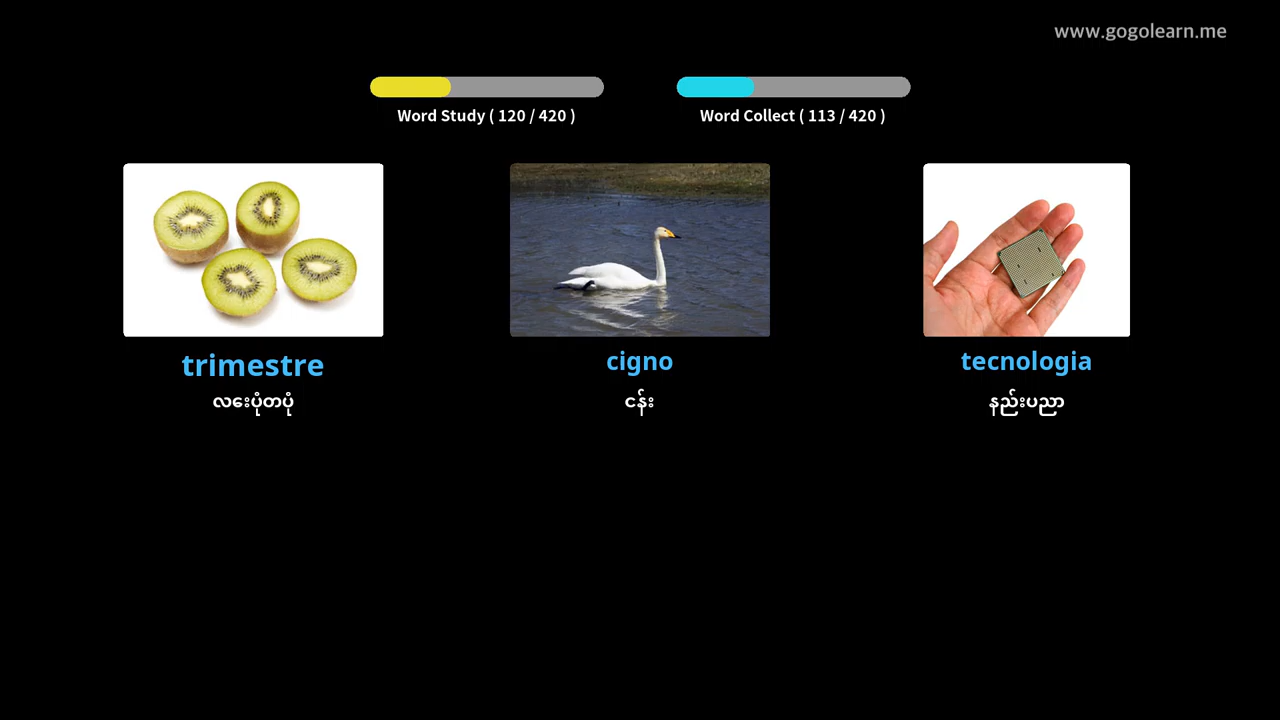 www.gogolearn.me
Word Study ( 120 / 420 )
Word Collect ( 113 / 420 )
trimestre
လေးပုံတပုံ
cigno
ငန်း
tecnologia
နည်းပညာ